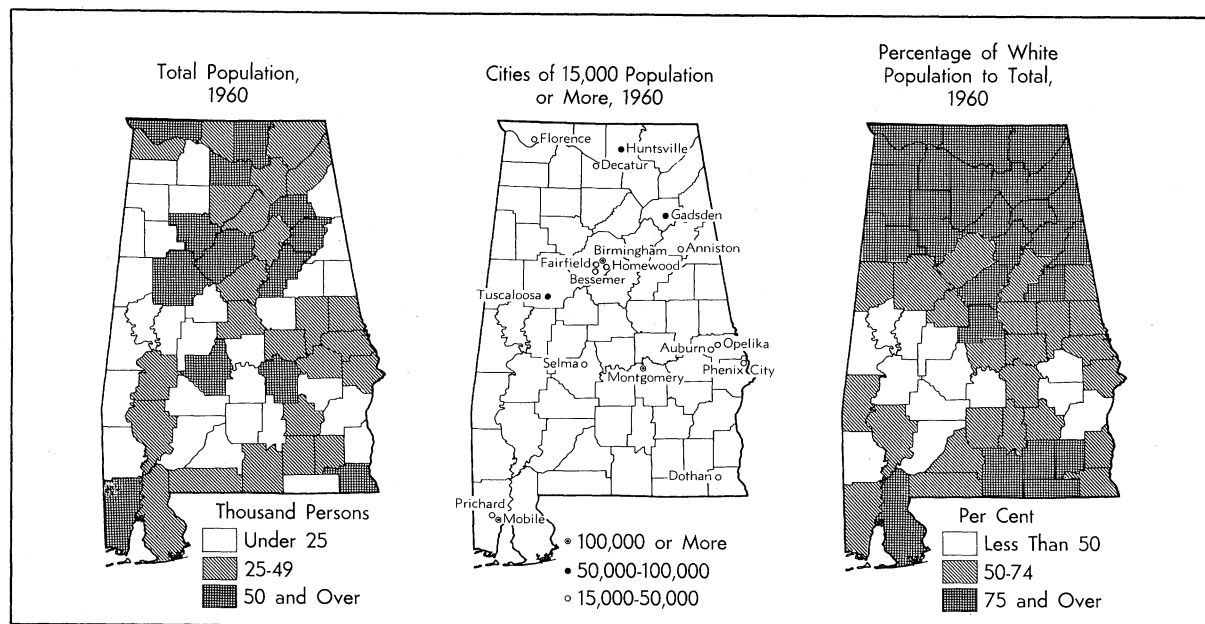 Total Population,
1960
Thousand Persons
Under 25
25-49
50 and Over
Cities of 15,000 Population
or More, 1960
Florence
Huntsville
Decatur
Gadsden
Birmingham
Anniston
Fairfield
Homewood
Bessemer
Tuscaloosa
Auburn
Opelika
Selma
Phenix City
Montgomery
Dothan
Prichard
Mobile
100,000 or More
50,000-100,000
15,000-50,000
Percentage of White
Population to Total,
1960
Per Cent
Less Than 50
50-74
75 and Over